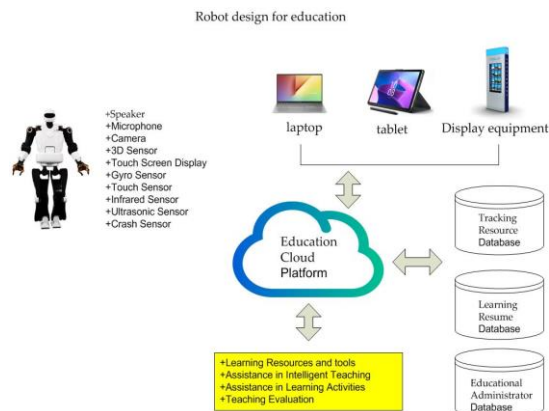 Robot design for education
+Speaker
+Microphone
+Camera
+3D Sensor
+Touch Screen Display
+Gyro Sensor
+Touch Sensor
+Infrared Sensor
+Ultrasonic Sensor
+Crash Sensor
laptop
tablet
Display equipment
Education
Cloud
Platform
Tracking
Resource
Database
Learning
Resume
Database
Educational
Administrator
Database
+Learning Resources and tools
+Assistance in Intelligent Teaching
+Assistance in Learning Activities
+Teaching Evaluation